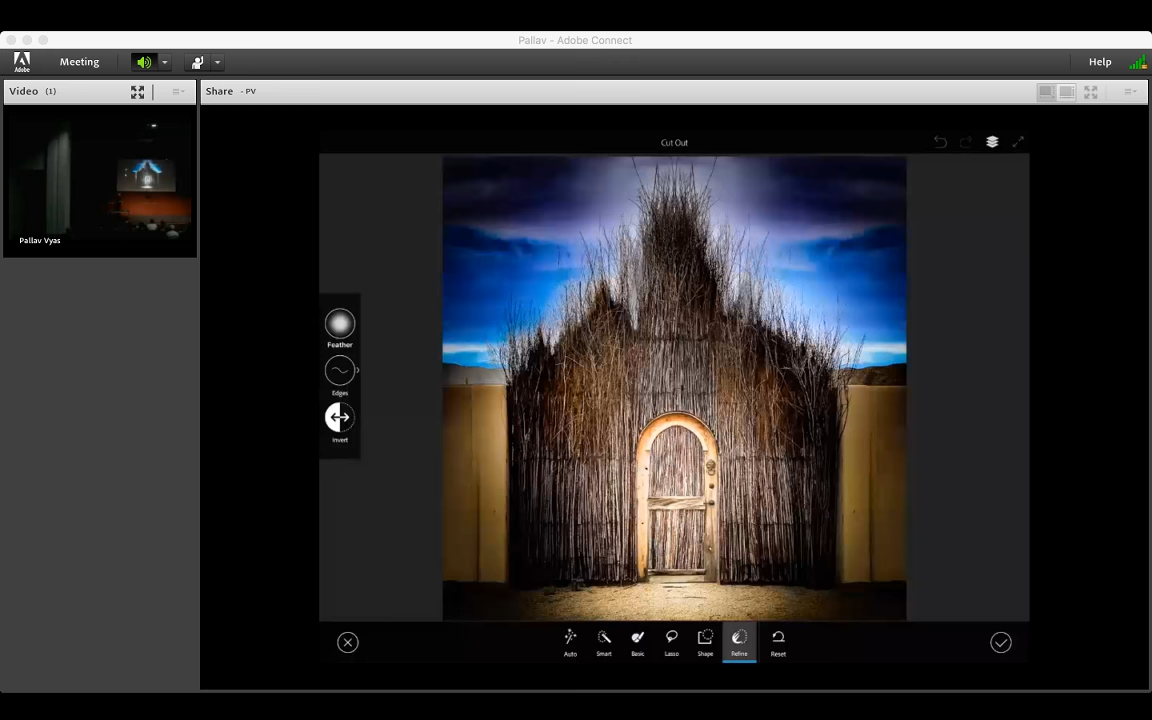 Pallav - Adobe Connect
Adobe
Meeting
Help
Video (1)
Share - PV
Pallav Vyas
Cut Out
Feather
Edges
Invert
Auto
Smart
Basic
Lasso
Shape
Refine
Reset